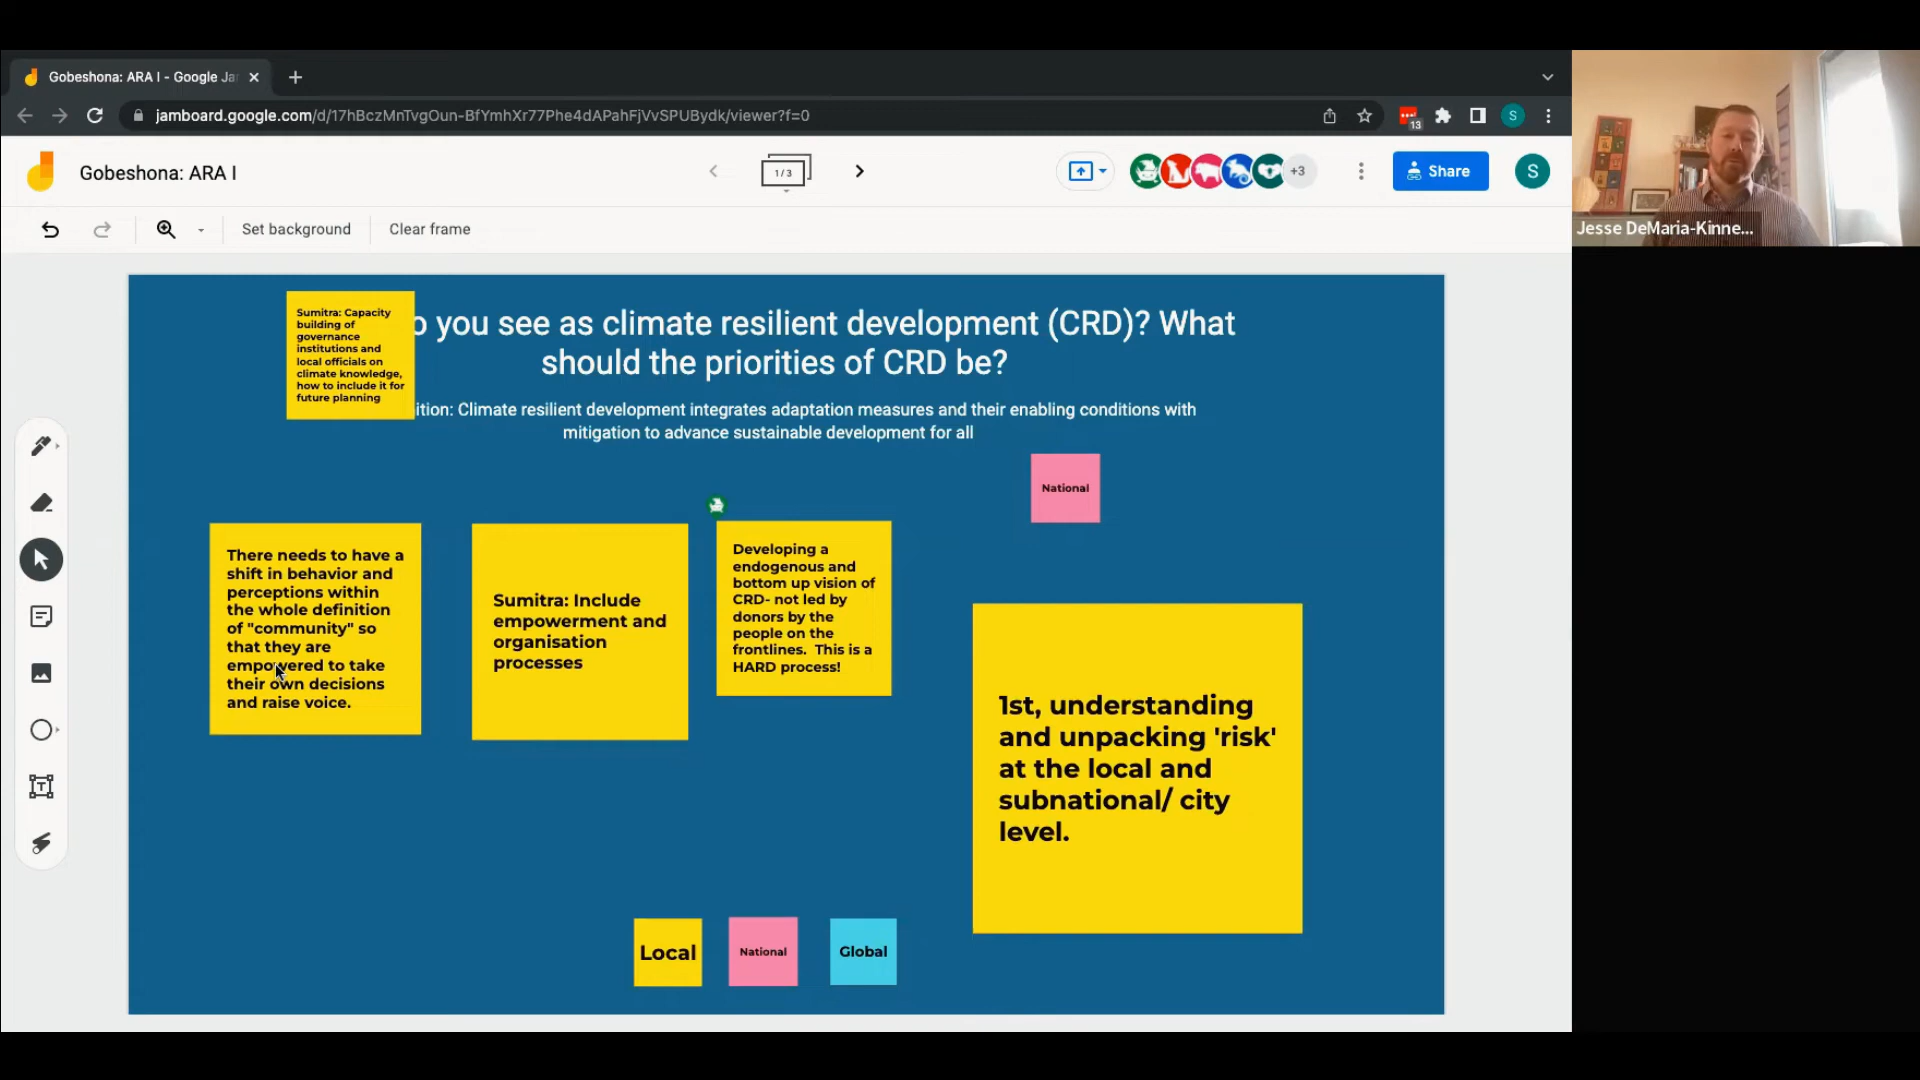 Gobeshona: ARA I - Google Ja
jamboard.google.com/d/17hBczMnTvgOun-BfYmhXr77Phe4dAPahFjVvSPUBydk/viewer?f=0
13
S
Gobeshona: ARA I
1/3
+3
Share
S
Set background
Clear frame
Sumitra: Capacity
building of
governance
institutions and
local officials on
climate knowledge,
how to include it for
future planning
o you see as climate resilient development (CRD)? What
should the priorities of CRD be?
ition: Climate resilient development integrates adaptation measures and their enabling conditions with
mitigation to advance sustainable development for all
National
There needs to have a
shift in behavior and
perceptions within
the whole definition
of "community" so
that they are
empowered to take
their own decisions
and raise voice.
Sumitra: Include
empowerment and
organisation
processes
Developing a
endogenous and
bottom up vision of
CRD- not led by
donors by the
people on the
frontlines. This is a
HARD process!
1st, understanding
and unpacking 'risk'
at the local and
subnational/ city
level.
Local
National
Global
Jesse DeMaria-Kinne...